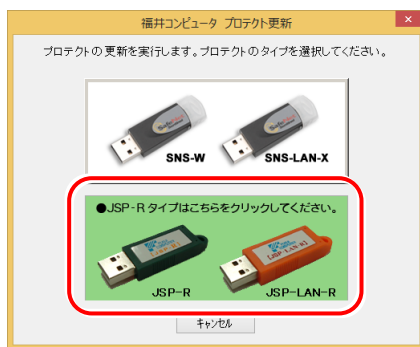 福井コンピュータ プロテクト更新
×
プロテクトの更新を実行します。プロテクトのタイプを選択してください。
SNS-W
SNS-LAN-X
●JSP-Rタイプはこちらをクリックしてください。
JSP-R
JSP-LAN-R
キャンセル